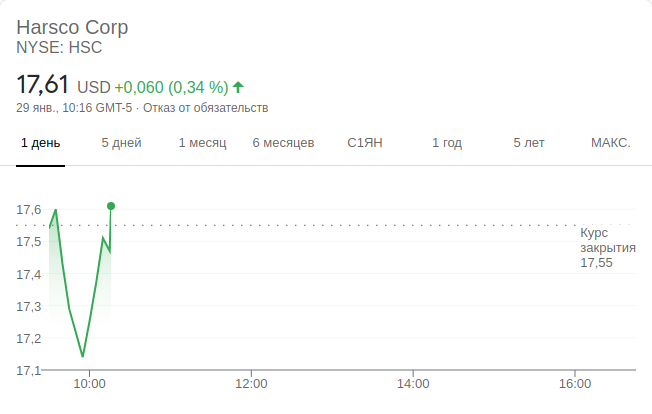 Harsco Corp
NYSE: HSC
17,61 USD +0,060 (0,34 %)
29 янв., 10:16 GMT-5 · Отказ от обязательств
1 день 5 дней 1 месяц 6 месяцев С1ЯН 1 год 5 лет МАКС.
17,6
Курс
17,5
закрытия
17,55
17,4
17,3
17,2
17,1
10:00 12:00 14:00 16:00